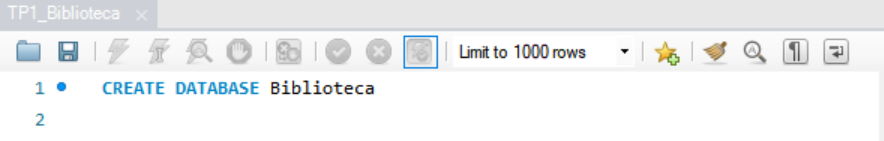 TP1_Biblioteca
Limit to 1000 rows
1 CREATE DATABASE Biblioteca
2